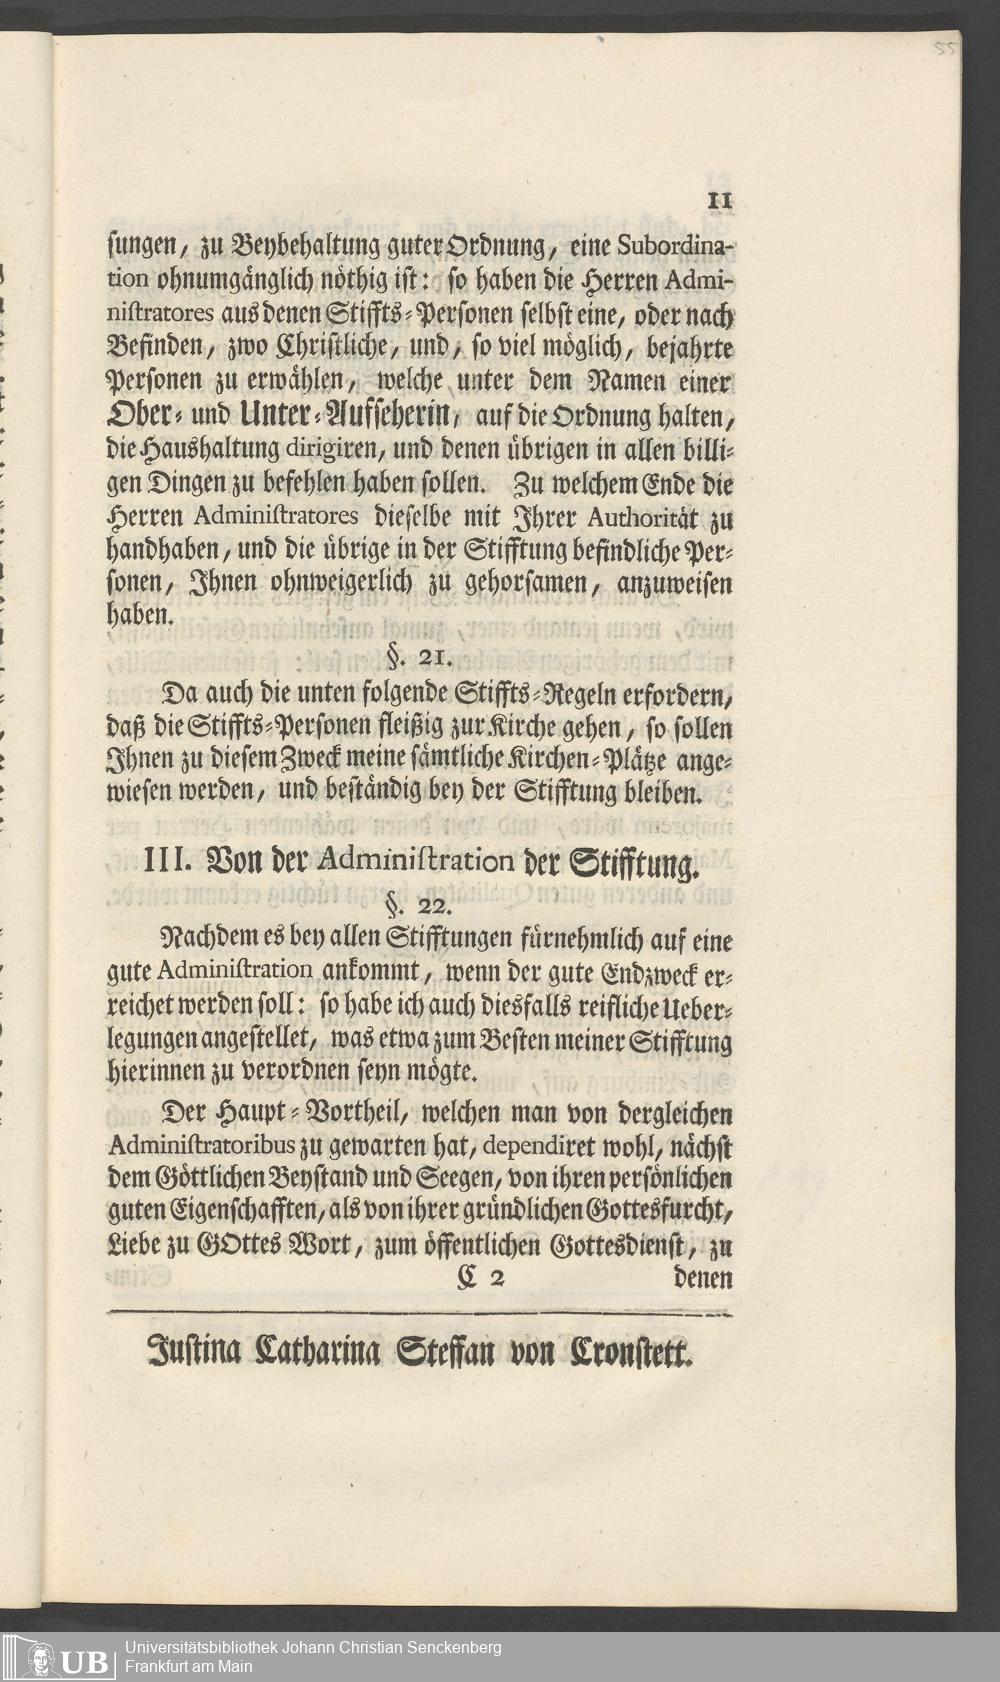 55
11
sungen, zu Beybehaltung guter Ordnung, eine Subordina-
tion ohnumgänglich nöthig ist: so haben die Herren Admi-
nistratores aus denen Stiffts-Personen selbst eine, oder nach
Befinden, zwo Christliche, und, so viel möglich, bejahrte
Personen zu erwählen, welche unter dem Namen einer
Ober- und Unter-Aufseherin, auf die Ordnung halten,
die Haushaltung dirigiren, und denen übrigen in allen billi-
gen Dingen zu befehlen haben sollen. Zu welchem Ende die
Herren Administratores dieselbe mit Ihrer Authorität zu
handhaben, und die übrige in der Stifftung befindliche Per-
sonen, Ihnen ohnweigerlich zu gehorsamen, anzuweisen
haben.
§. 21.
Da auch die unten folgende Stiffts-Regeln erfordern,
daß die Stiffts-Personen fleißig zur Kirche gehen, so sollen
Ihnen zu diesem Zweck meine sämtliche Kirchen-Plätze ange-
wiesen werden, und beständig bey der Stifftung bleiben.
III. Von der Administration der Stifftung.
§. 22.
Nachdem es bey allen Stifftungen fürnehmlich auf eine
gute Administration ankommt, wenn der gute Endzweck er-
reichet werden soll: so habe ich auch diesfalls reifliche Ueber-
legungen angestellet, was etwa zum Besten meiner Stifftung
hierinnen zu verordnen seyn mögte.
Der Haupt-Vortheil, welchen man von dergleichen
Administratoribus zu gewarten hat, dependiret wohl, nächst
dem Göttlichen Beystand und Seegen, von ihren persönlichen
guten Eigenschafften, als von ihrer gründlichen Gottesfurcht,
Liebe zu GOttes Wort, zum öffentlichen Gottesdienst, zu
C 2 denen
Justina Catharina Steffan von Cronstett.
UB Universitätsbibliothek Johann Christian Senckenberg
Frankfurt am Main